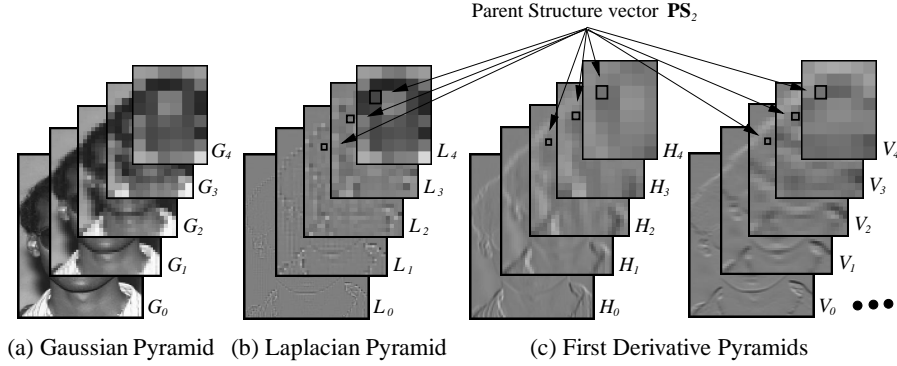 Parent Structure vector PS₂
G₄
G₃
G₂
G₁
G₀
L₄
L₃
L₂
L₁
L₀
H₄
H₃
H₂
H₁
H₀
V₄
V₃
V₂
V₁
V₀
(a) Gaussian Pyramid
(b) Laplacian Pyramid
(c) First Derivative Pyramids